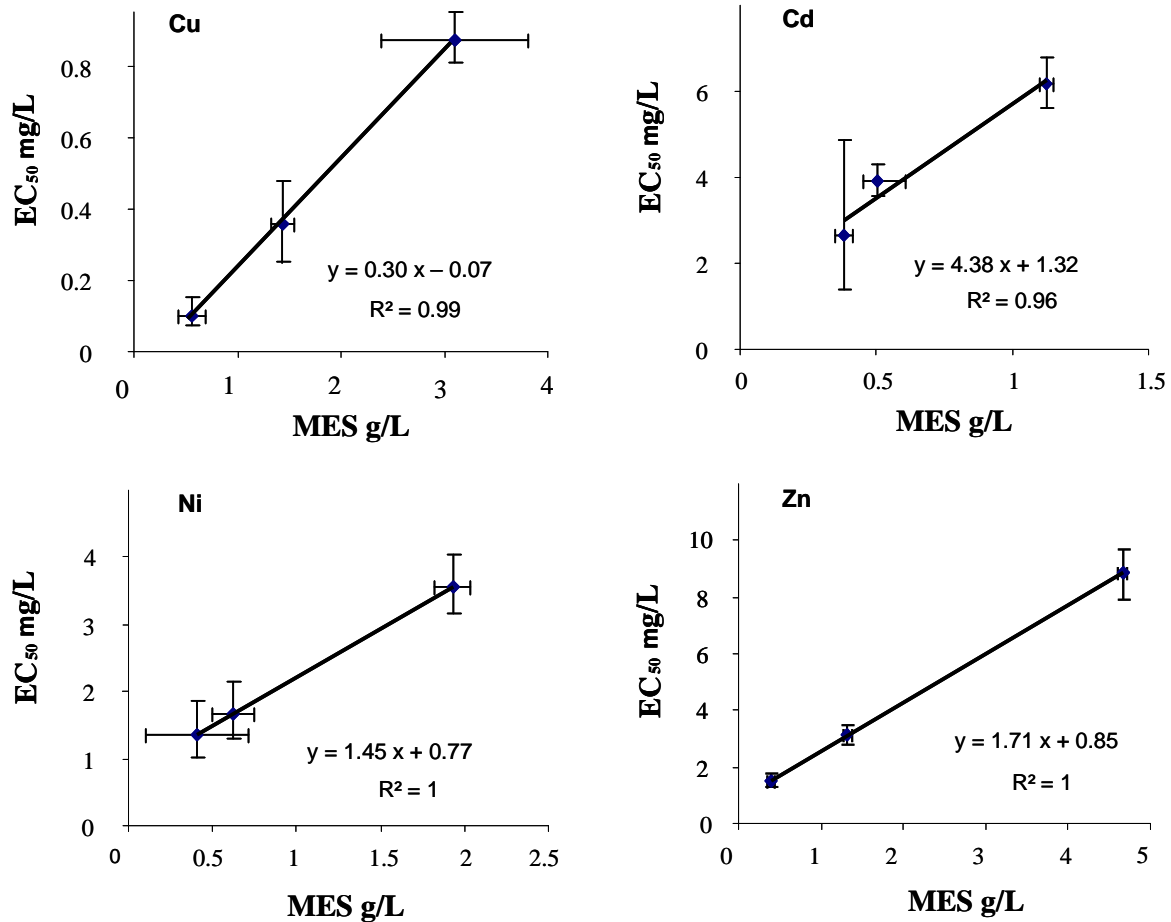 Cu
EC₅₀ mg/L
0.8
0.6
0.4
0.2
0
y = 0.30 x – 0.07
R² = 0.99
0 1 2 3 4
MES g/L
Cd
EC₅₀ mg/L
6
4
2
0
y = 4.38 x + 1.32
R² = 0.96
0 0.5 1 1.5
MES g/L
Ni
EC₅₀ mg/L
4
3
2
1
0
y = 1.45 x + 0.77
R² = 1
0 0.5 1 1.5 2 2.5
MES g/L
Zn
EC₅₀ mg/L
10
8
6
4
2
0
y = 1.71 x + 0.85
R² = 1
0 1 2 3 4 5
MES g/L